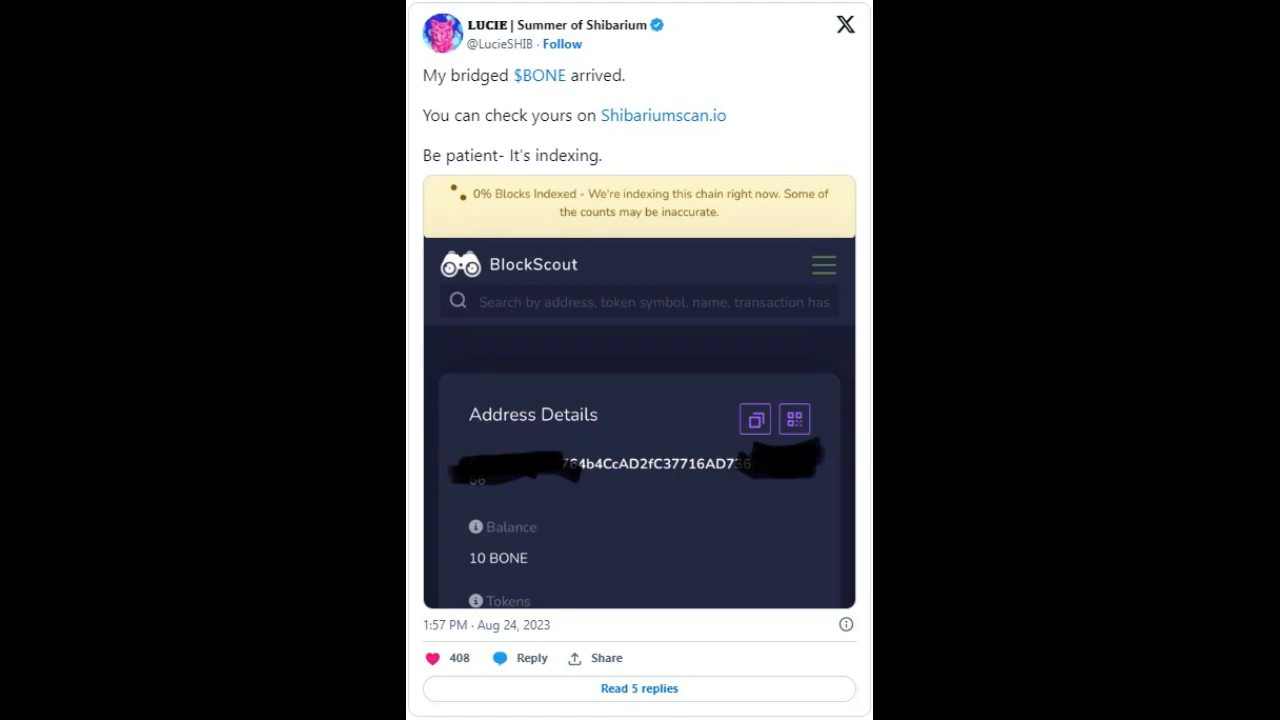 LUCIE | Summer of Shibarium
@LucieSHIB · Follow
My bridged $BONE arrived.
You can check yours on Shibariumscan.io
Be patient- It's indexing.
0% Blocks Indexed - We're indexing this chain right now. Some of
the counts may be inaccurate.
BlockScout
Search by address, token symbol, name, transaction has
Address Details
764b4CcAD2fC37716AD736
06
Balance
10 BONE
Tokens
1:57 PM · Aug 24, 2023
408 Reply Share
Read 5 replies